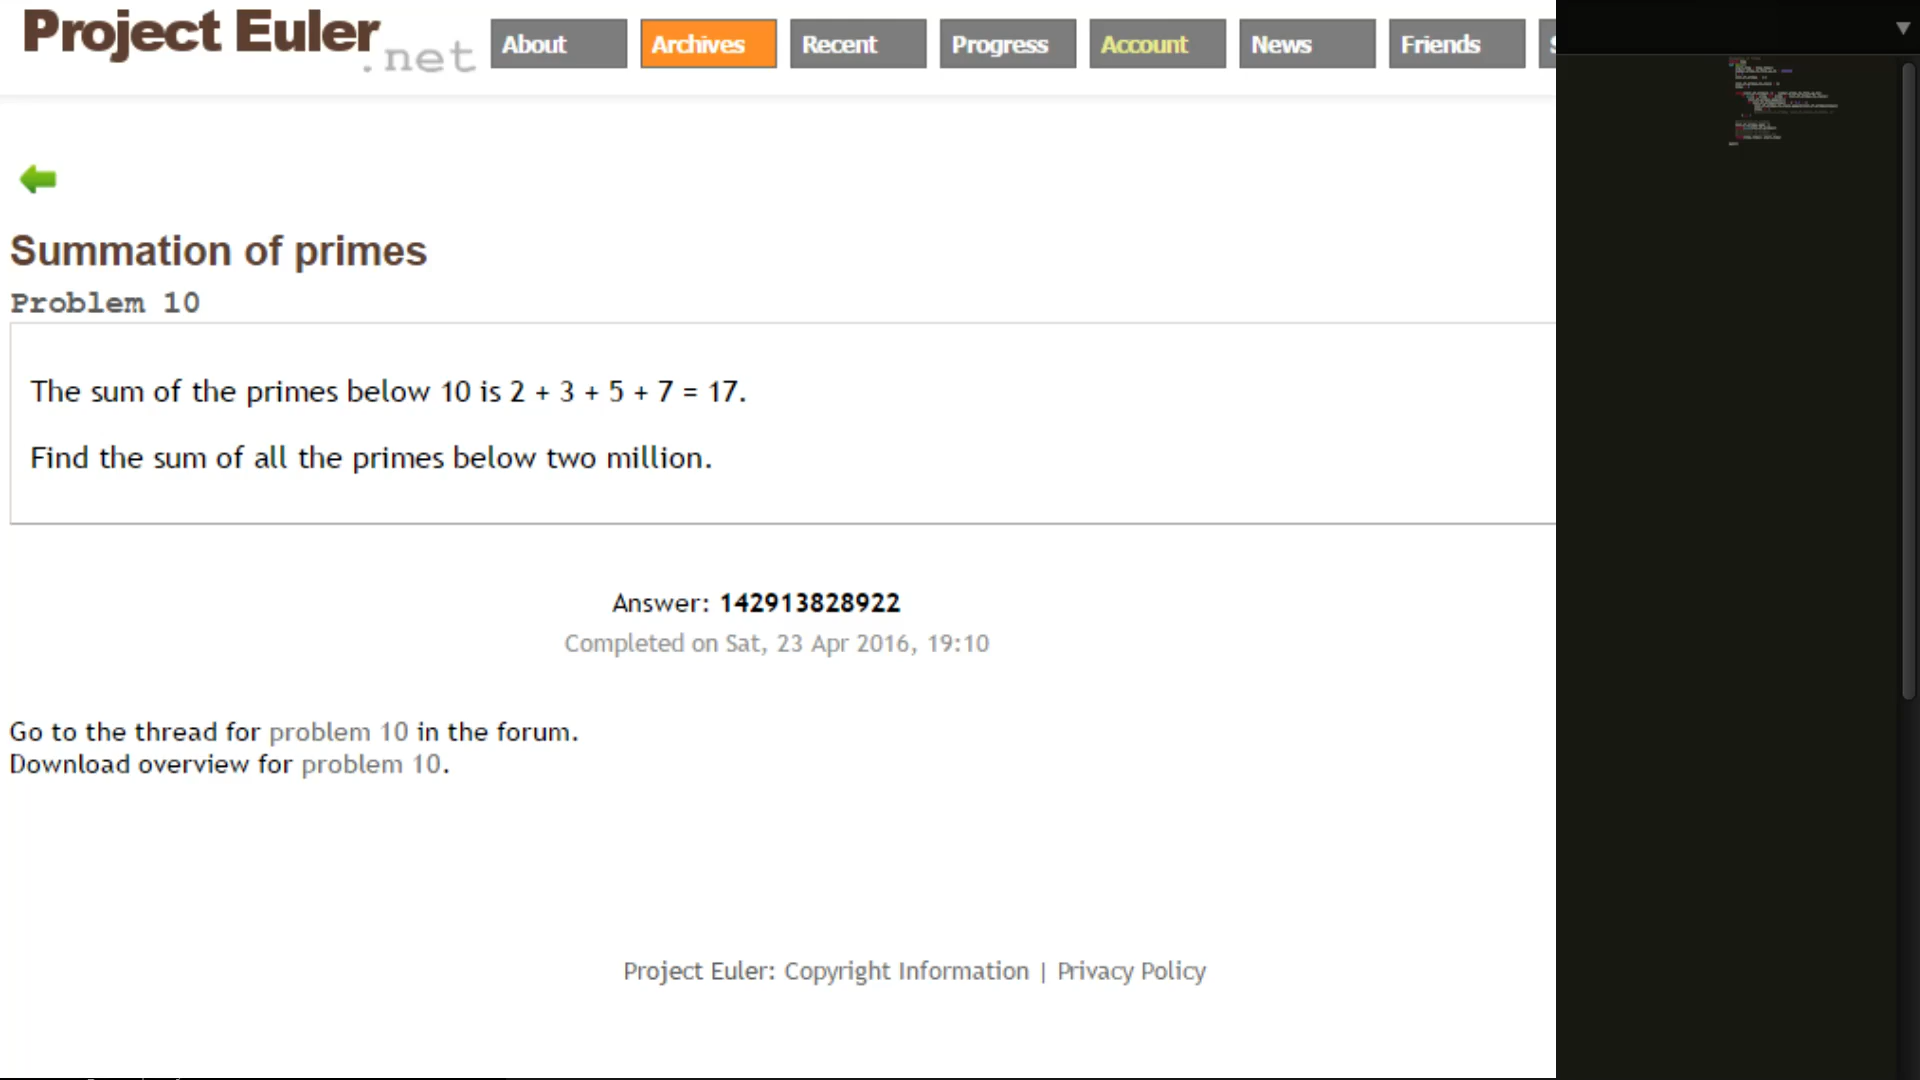 Project Euler
.net
About
Archives
Recent
Progress
Account
News
Friends
Summation of primes
Problem 10
The sum of the primes below 10 is 2 + 3 + 5 + 7 = 17.
Find the sum of all the primes below two million.
Answer: 142913828922
Completed on Sat, 23 Apr 2016, 19:10
Go to the thread for problem 10 in the forum.
Download overview for problem 10.
Project Euler: Copyright Information | Privacy Policy